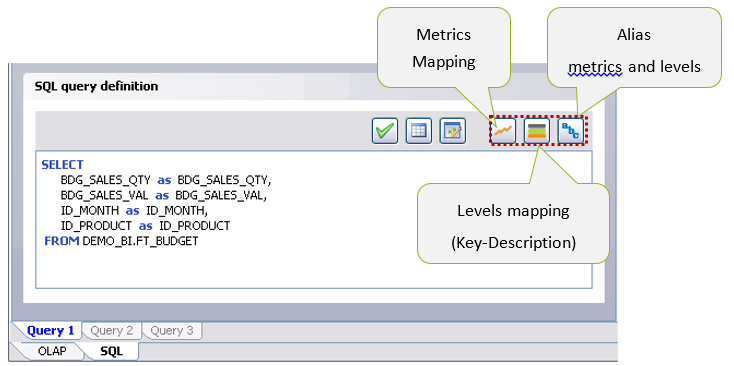 Metrics
Mapping
Alias
metrics and levels
SQL query definition
abc
SELECT
BDG_SALES_QTY as BDG_SALES_QTY,
BDG_SALES_VAL as BDG_SALES_VAL,
ID_MONTH as ID_MONTH,
ID_PRODUCT as ID_PRODUCT
FROM DEMO_BI.FT_BUDGET
Levels mapping
(Key-Description)
Query 1 Query 2 Query 3
OLAP SQL